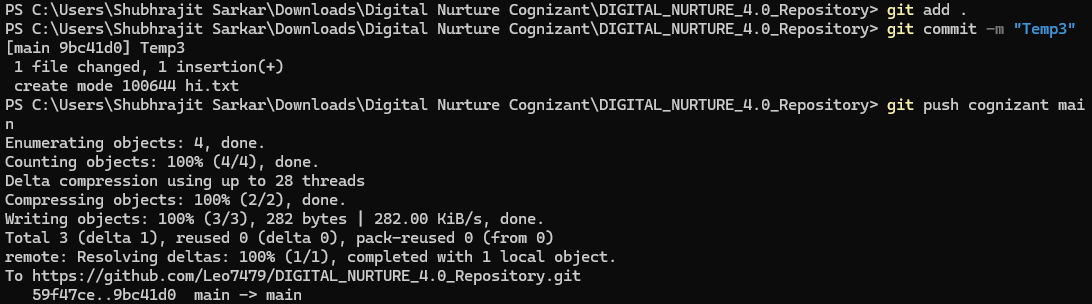 PS C:\Users\Shubhrajit Sarkar\Downloads\Digital Nurture Cognizant\DIGITAL_NURTURE_4.0_Repository> git add .
PS C:\Users\Shubhrajit Sarkar\Downloads\Digital Nurture Cognizant\DIGITAL_NURTURE_4.0_Repository> git commit -m "Temp3"
[main 9bc41d0] Temp3
 1 file changed, 1 insertion(+)
 create mode 100644 hi.txt
PS C:\Users\Shubhrajit Sarkar\Downloads\Digital Nurture Cognizant\DIGITAL_NURTURE_4.0_Repository> git push cognizant mai
n
Enumerating objects: 4, done.
Counting objects: 100% (4/4), done.
Delta compression using up to 28 threads
Compressing objects: 100% (2/2), done.
Writing objects: 100% (3/3), 282 bytes | 282.00 KiB/s, done.
Total 3 (delta 1), reused 0 (delta 0), pack-reused 0 (from 0)
remote: Resolving deltas: 100% (1/1), completed with 1 local object.
To https://github.com/Leo7479/DIGITAL_NURTURE_4.0_Repository.git
   59f47ce..9bc41d0  main -> main